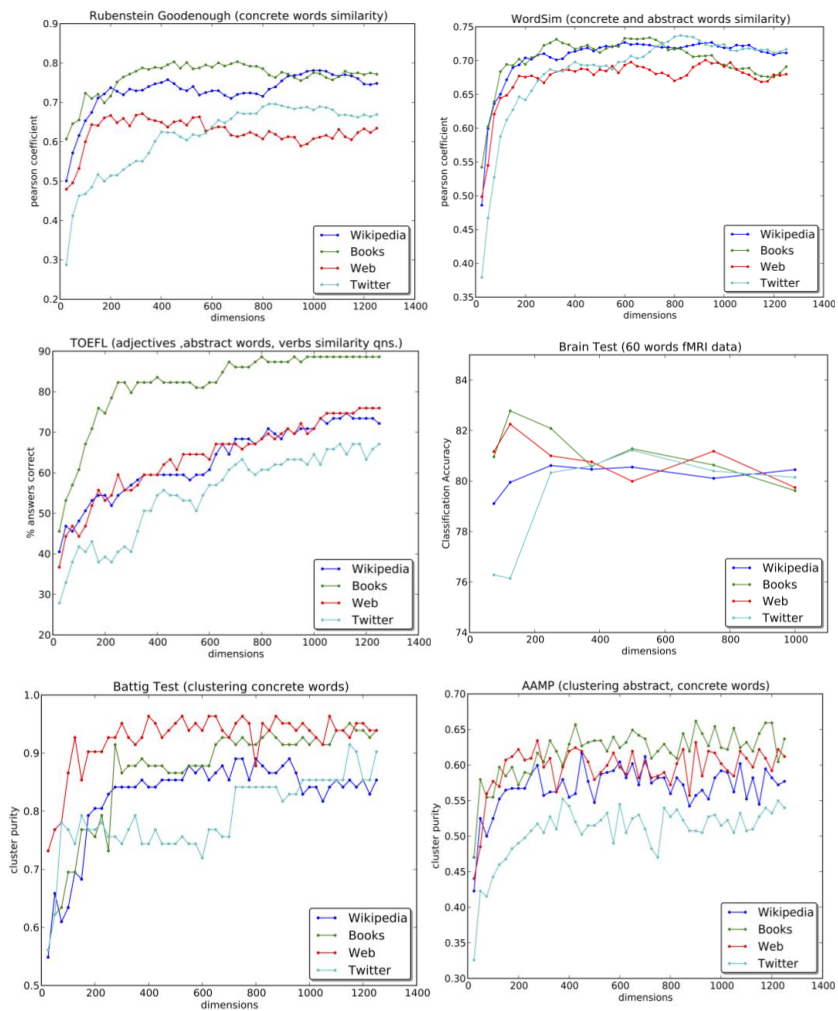 Rubenstein Goodenough (concrete words similarity)
0.9
0.8
0.7
0.6
0.5
0.4
0.3
0.2
pearson coefficient
0 200 400 600 800 1000 1200 1400
dimensions
Wikipedia
Books
Web
Twitter
WordSim (concrete and abstract words similarity)
0.75
0.70
0.65
0.60
0.55
0.50
0.45
0.40
0.35
pearson coefficient
0 200 400 600 800 1000 1200 1400
dimensions
Wikipedia
Books
Web
Twitter
TOEFL (adjectives ,abstract words, verbs similarity qns.)
90
80
70
60
50
40
30
20
% answers correct
0 200 400 600 800 1000 1200 1400
dimensions
Wikipedia
Books
Web
Twitter
Brain Test (60 words fMRI data)
84
82
80
78
76
74
Classification Accuracy
0 200 400 600 800 1000
dimensions
Wikipedia
Books
Web
Twitter
Battig Test (clustering concrete words)
1.0
0.9
0.8
0.7
0.6
0.5
cluster purity
0 200 400 600 800 1000 1200 1400
dimensions
Wikipedia
Books
Web
Twitter
AAMP (clustering abstract, concrete words)
0.70
0.65
0.60
0.55
0.50
0.45
0.40
0.35
0.30
cluster purity
0 200 400 600 800 1000 1200 1400
dimensions
Wikipedia
Books
Web
Twitter